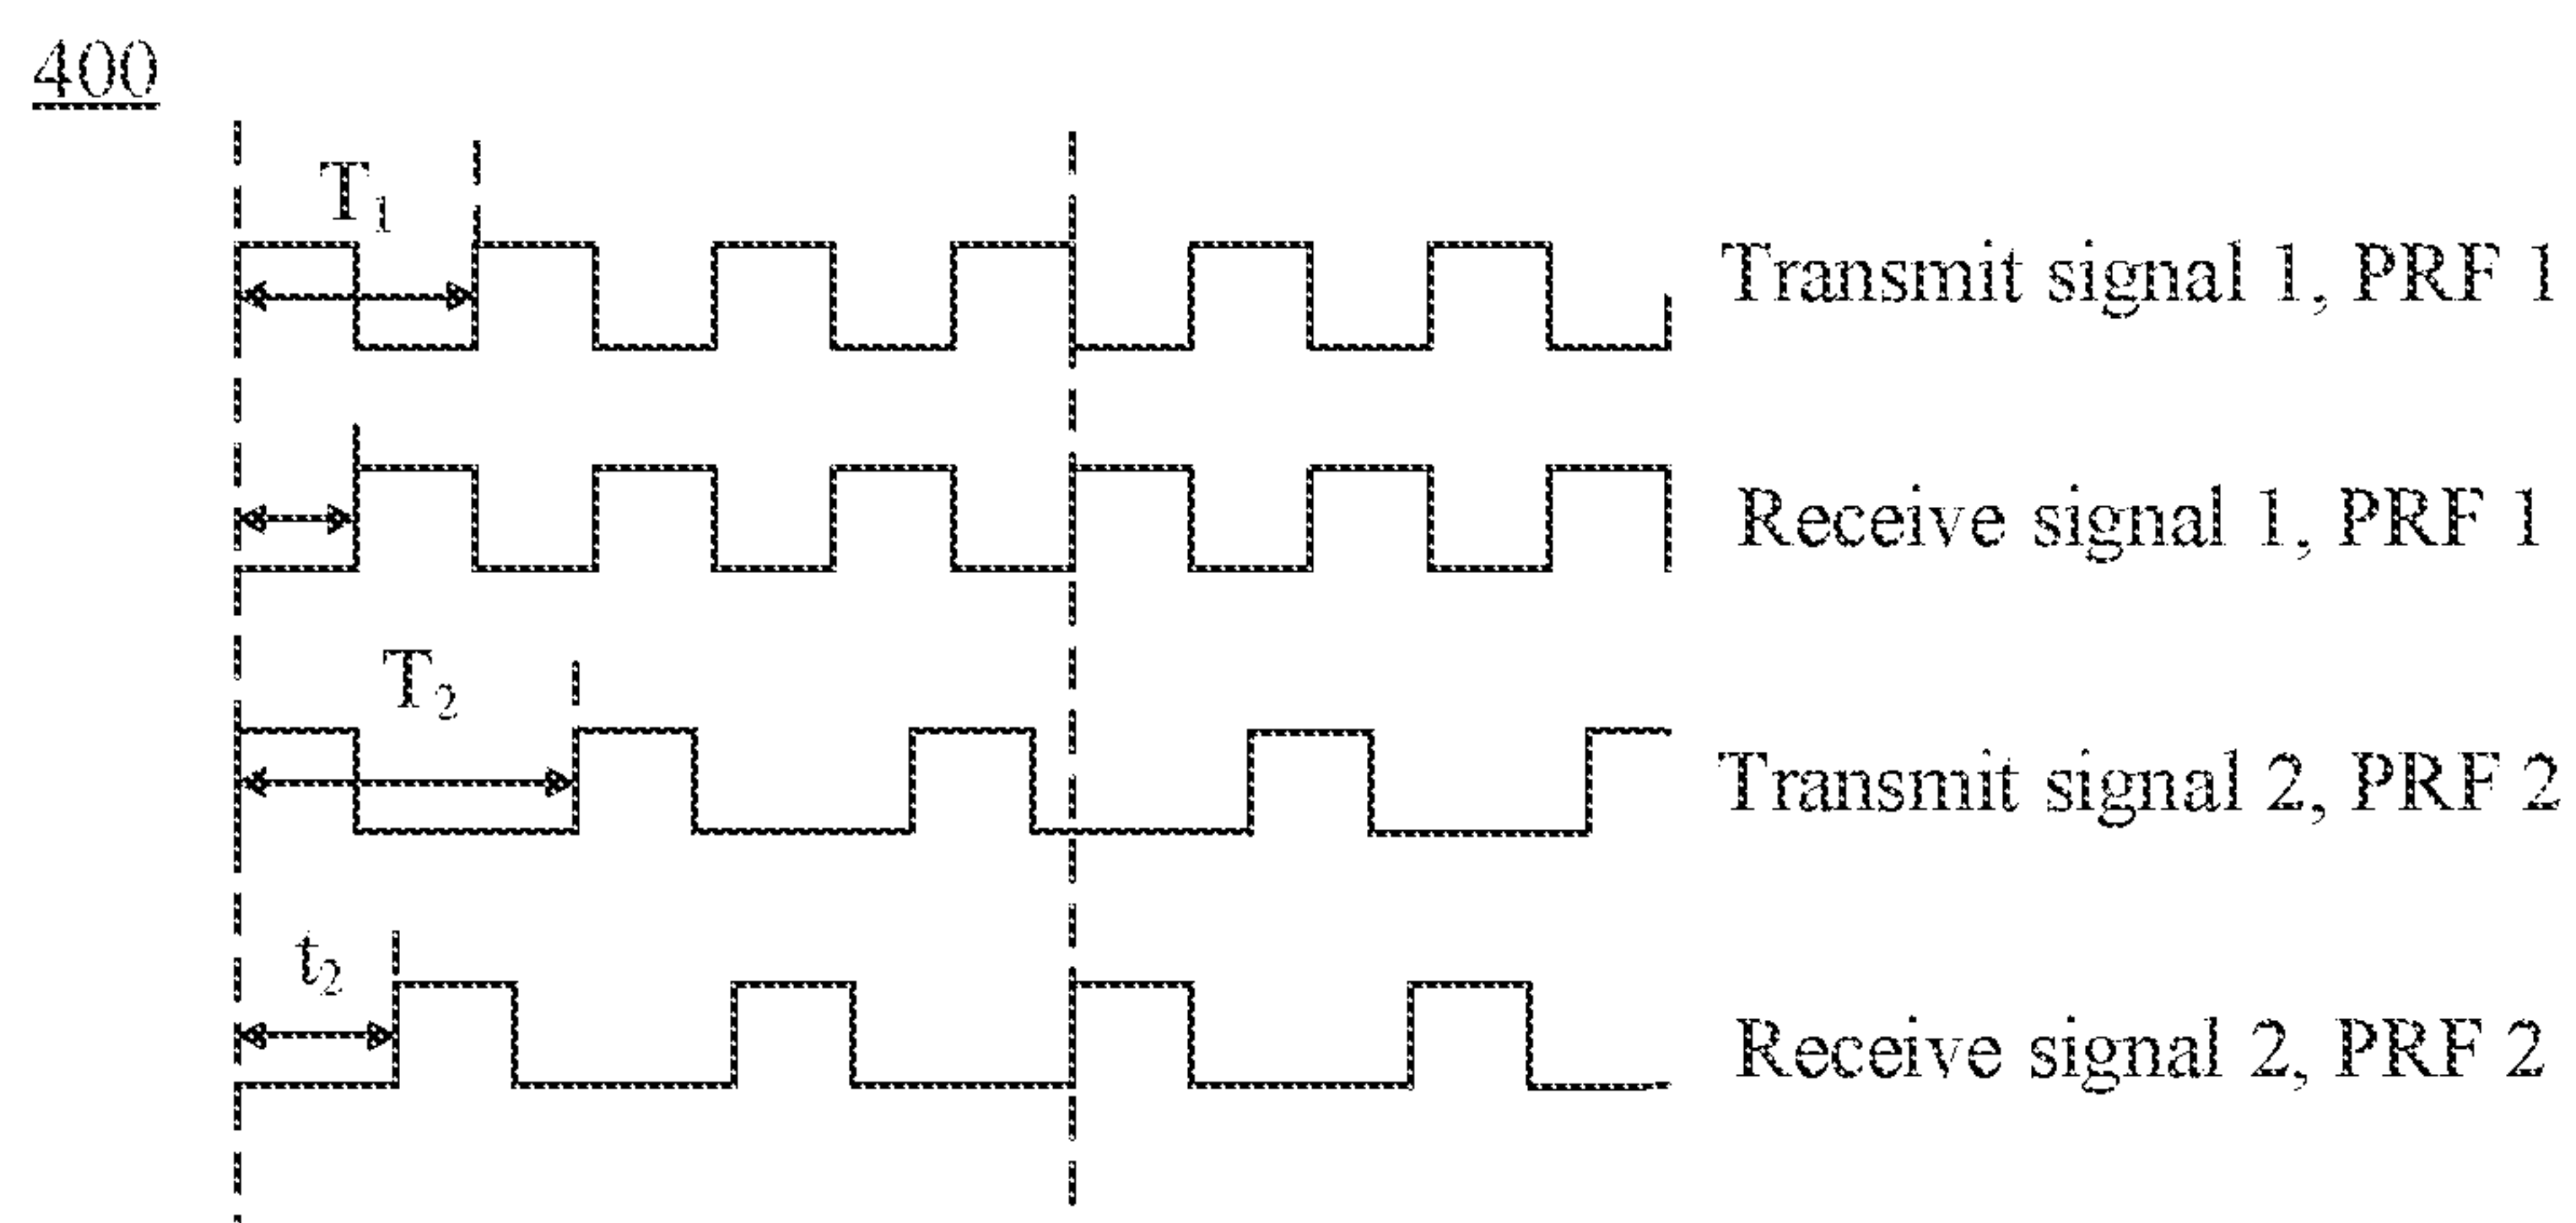 400
T₁
Transmit signal 1, PRF 1
Receive signal 1, PRF 1
T₂
Transmit signal 2, PRF 2
t₂
Receive signal 2, PRF 2